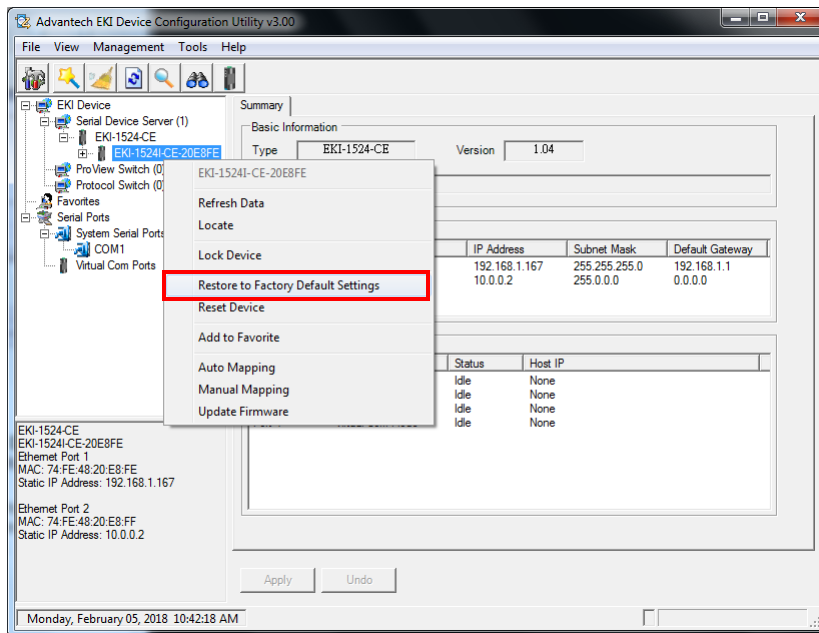 Advantech EKI Device Configuration Utility v3.00
File View Management Tools Help
EKI Device
Serial Device Server (1)
EKI-1524-CE
EKI-1524I-CE-20E8FE
ProView Switch (0)
Protocol Switch (0)
Favorites
Serial Ports
System Serial Ports
COM1
Virtual Com Ports
EKI-1524I-CE-20E8FE
Refresh Data
Locate
Lock Device
Restore to Factory Default Settings
Reset Device
Add to Favorite
Auto Mapping
Manual Mapping
Update Firmware
Summary
Basic Information
Type EKI-1524-CE Version 1.04
IP Address Subnet Mask Default Gateway
192.168.1.167 255.255.255.0 192.168.1.1
10.0.0.2 255.0.0.0 0.0.0.0
Status Host IP
Idle None
Idle None
Idle None
Idle None
EKI-1524-CE
EKI-1524I-CE-20E8FE
Ethernet Port 1
MAC: 74:FE:48:20:E8:FE
Static IP Address: 192.168.1.167
Ethernet Port 2
MAC: 74:FE:48:20:E8:FF
Static IP Address: 10.0.0.2
Apply Undo
Monday, February 05, 2018 10:42:18 AM